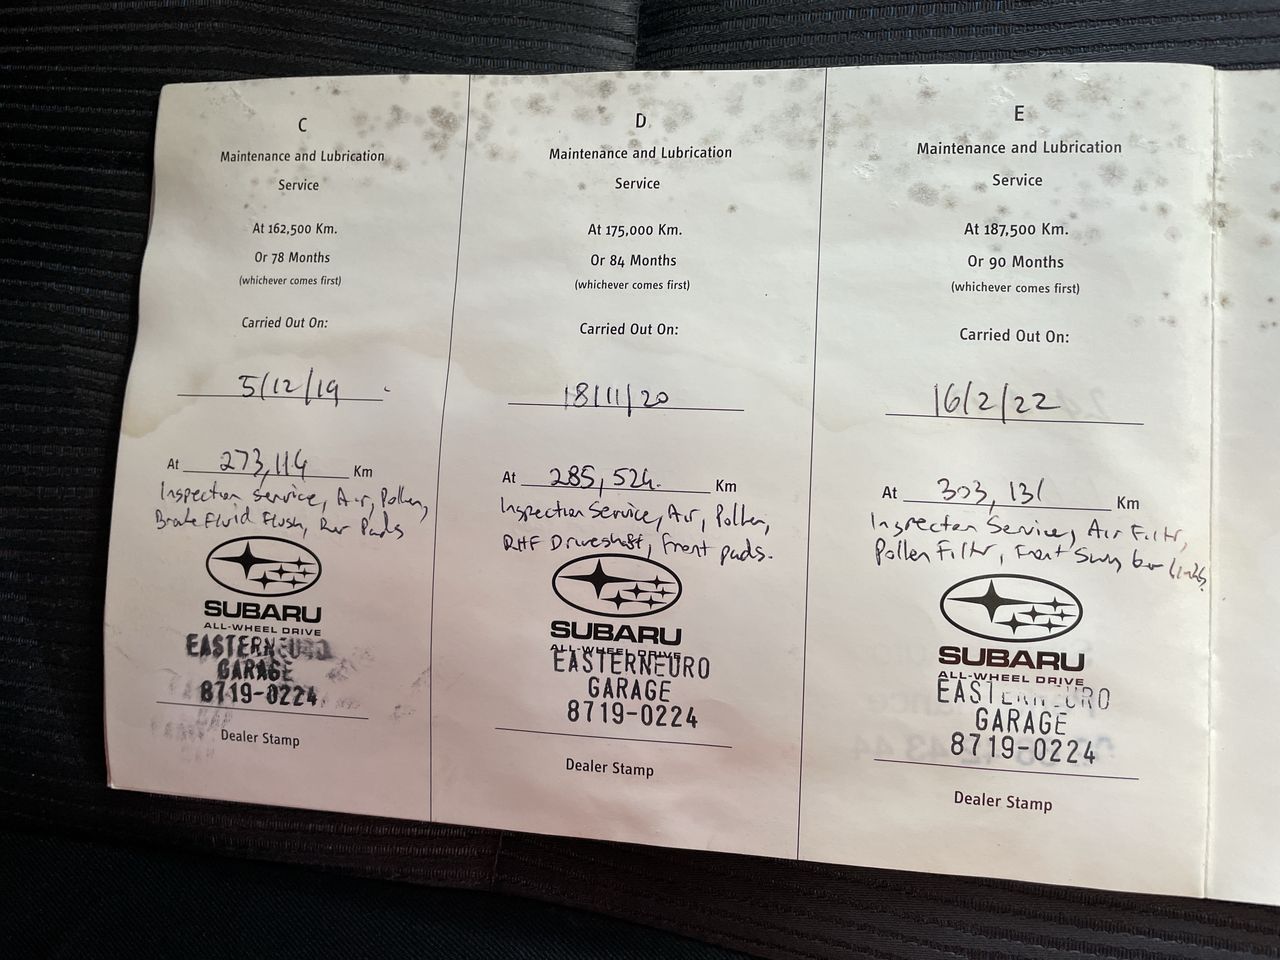 C
Maintenance and Lubrication
Service
At 162,500 Km.
Or 78 Months
(whichever comes first)
Carried Out On:
5/12/19
At 273,114 Km
Inspection Service, Air, Pollen,
Brake Fluid Flush, Rear Pads
SUBARU
ALL-WHEEL DRIVE
EASTERNEURO
GARAGE
8719-0224
Dealer Stamp
D
Maintenance and Lubrication
Service
At 175,000 Km.
Or 84 Months
(whichever comes first)
Carried Out On:
18/11/20
At 285,524 Km
Inspection Service, Air, Pollen,
RHF Driveshaft, Front pads.
SUBARU
ALL-WHEEL DRIVE
EASTERNEURO
GARAGE
8719-0224
Dealer Stamp
E
Maintenance and Lubrication
Service
At 187,500 Km.
Or 90 Months
(whichever comes first)
Carried Out On:
16/2/22
At 303,131 Km
Inspection Service, Air Filtr,
Pollen Filtr, Front Sway bar links
SUBARU
ALL-WHEEL DRIVE
EASTERNEURO
GARAGE
8719-0224
Dealer Stamp